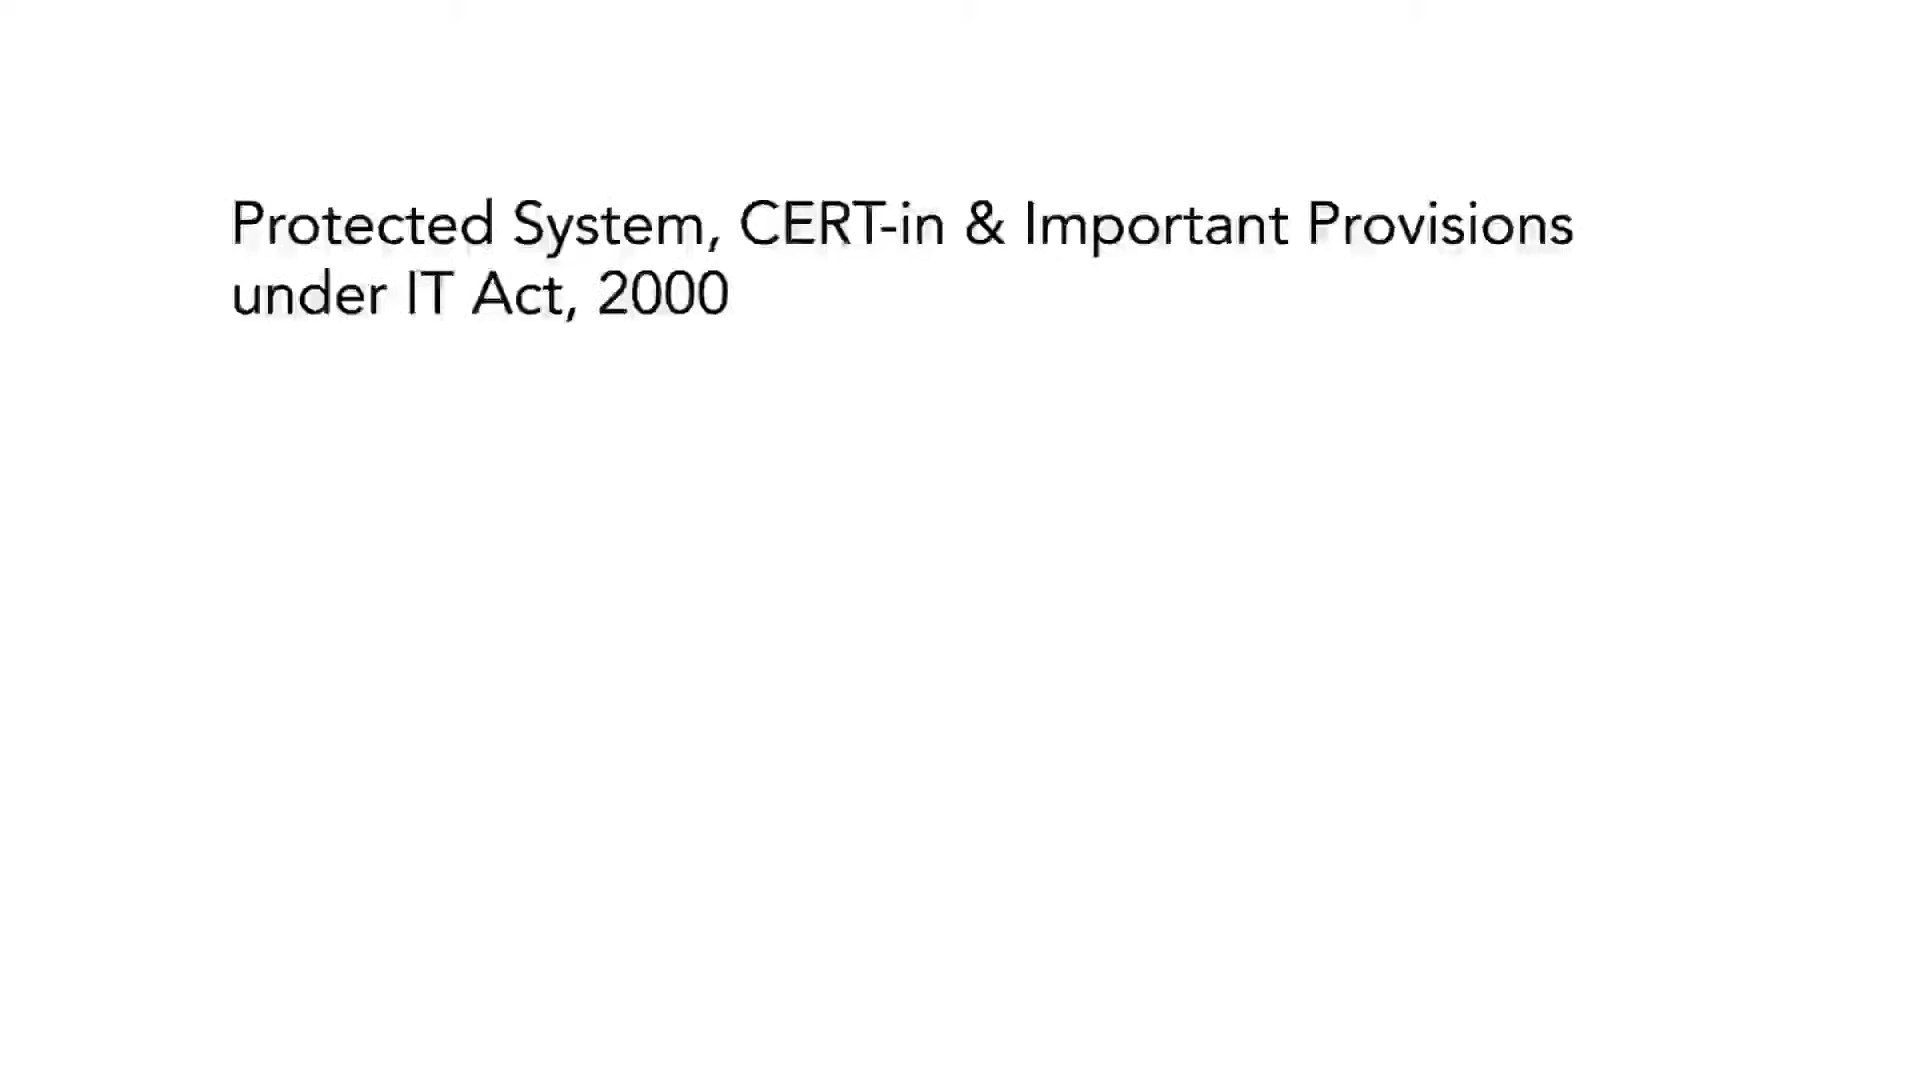 Protected System, CERT-in & Important Provisions
under IT Act, 2000